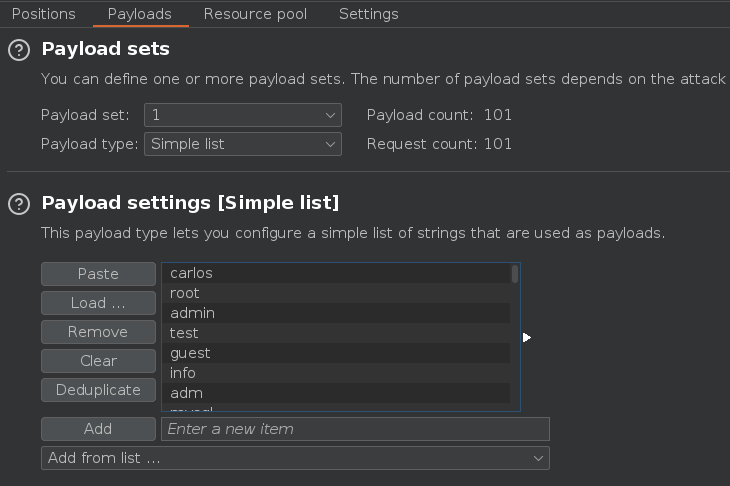 Positions Payloads Resource pool Settings
Payload sets
You can define one or more payload sets. The number of payload sets depends on the attack
Payload set: 1 Payload count: 101
Payload type: Simple list Request count: 101
Payload settings [Simple list]
This payload type lets you configure a simple list of strings that are used as payloads.
Paste
Load ...
Remove
Clear
Deduplicate
carlos
root
admin
test
guest
info
adm
Add Enter a new item
Add from list ...